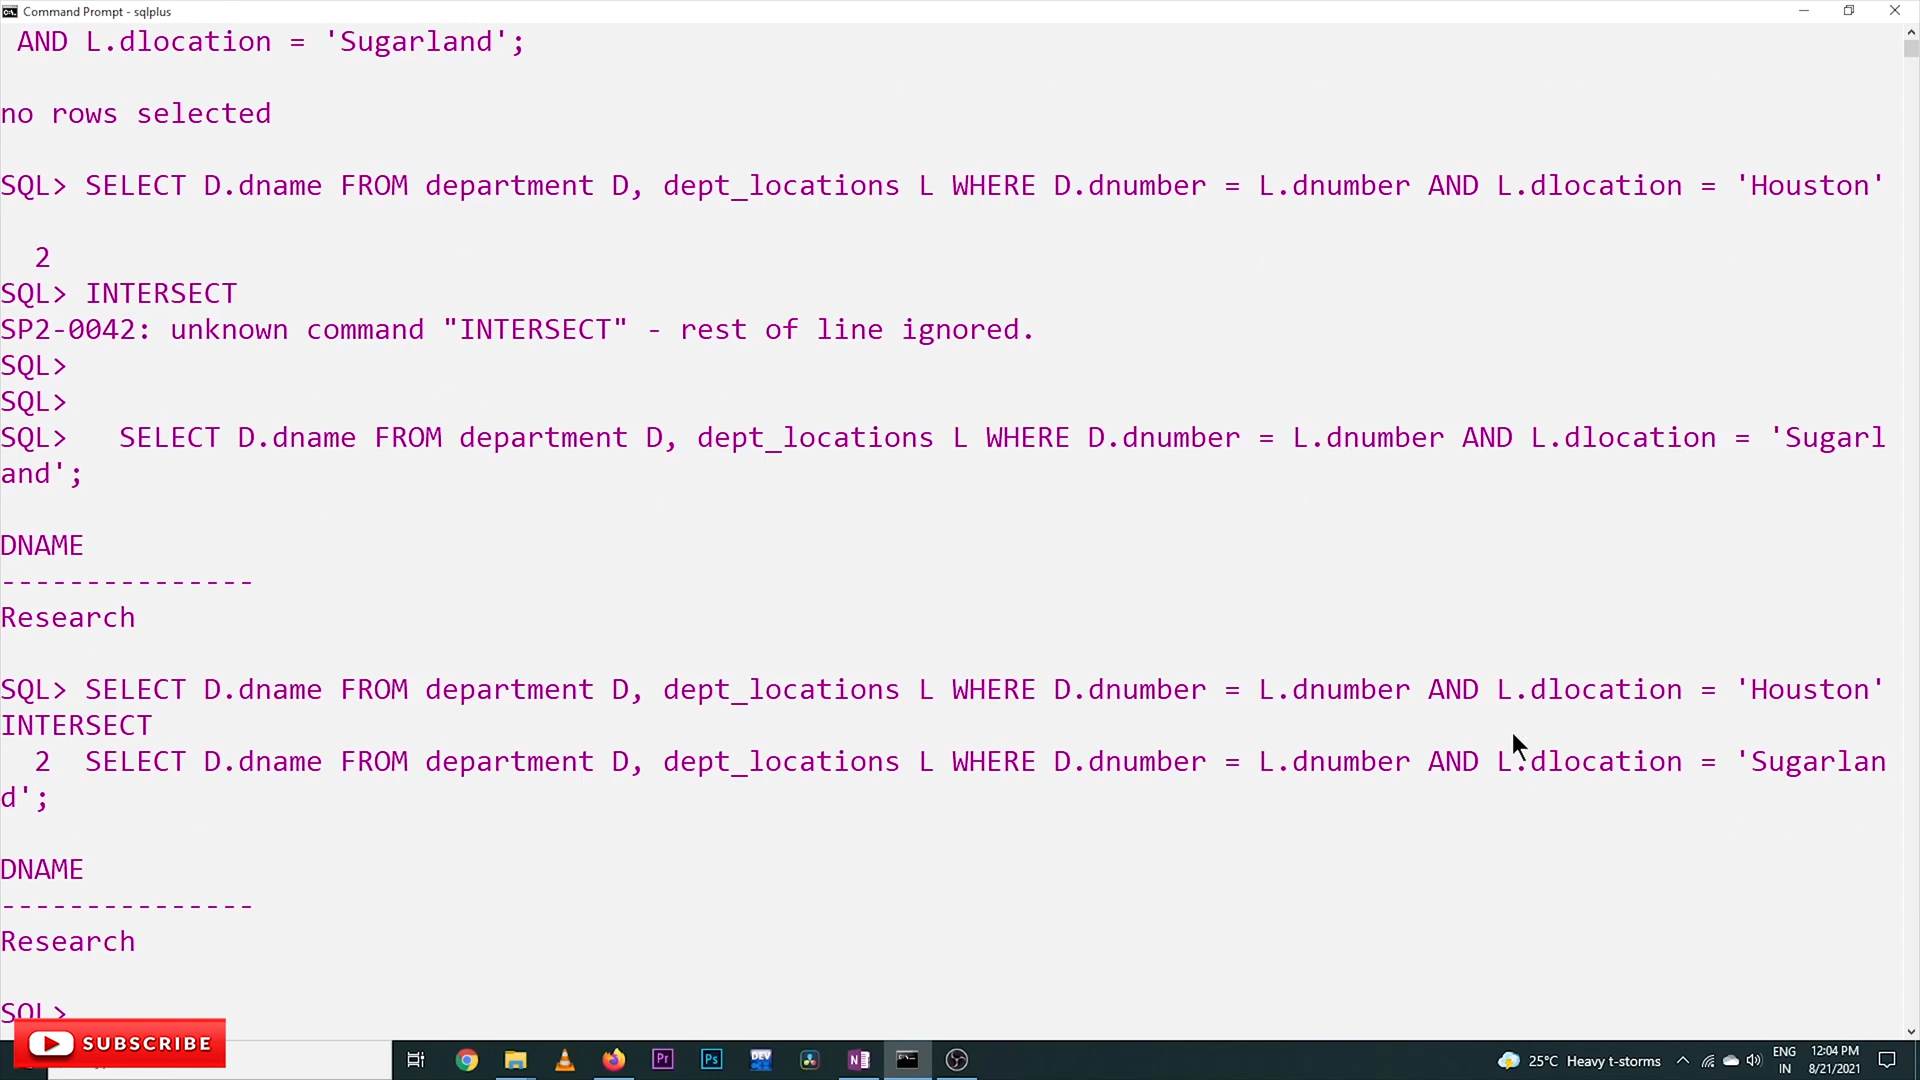 Command Prompt - sqlplus
AND L.dlocation = 'Sugarland';
no rows selected
SQL> SELECT D.dname FROM department D, dept_locations L WHERE D.dnumber = L.dnumber AND L.dlocation = 'Houston'
2
SQL> INTERSECT
SP2-0042: unknown command "INTERSECT" - rest of line ignored.
SQL>
SQL>
SQL>   SELECT D.dname FROM department D, dept_locations L WHERE D.dnumber = L.dnumber AND L.dlocation = 'Sugarl
and';
DNAME
---------------
Research
SQL> SELECT D.dname FROM department D, dept_locations L WHERE D.dnumber = L.dnumber AND L.dlocation = 'Houston'
INTERSECT
2  SELECT D.dname FROM department D, dept_locations L WHERE D.dnumber = L.dnumber AND L.dlocation = 'Sugarlan
d';
DNAME
---------------
Research
SQL>
SUBSCRIBE
Pr
Ps
DEV
N
25°C Heavy t-storms
ENG
IN
12:04 PM
8/21/2021